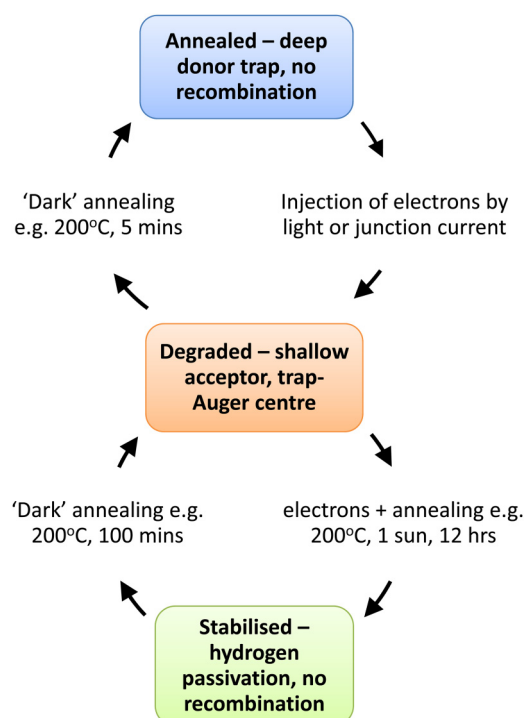 Annealed – deep
donor trap, no
recombination
'Dark' annealing
e.g. 200°C, 5 mins
Injection of electrons by
light or junction current
Degraded – shallow
acceptor, trap-
Auger centre
'Dark' annealing e.g.
200°C, 100 mins
electrons + annealing e.g.
200°C, 1 sun, 12 hrs
Stabilised –
hydrogen
passivation, no
recombination